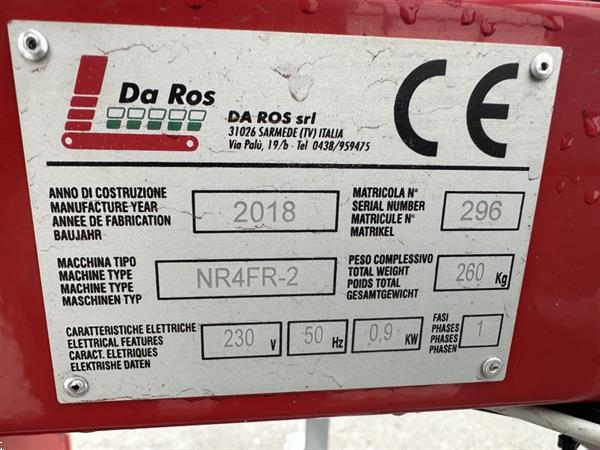 Da Ros
DA ROS srl
31026 SARMEDE (TV) ITALIA
Via Palù, 19/b - Tel 0438/959475
CE
ANNO DI COSTRUZIONE
MANUFACTURE YEAR
ANNEE DE FABRICATION
BAUJAHR
2018
MATRICOLA N°
SERIAL NUMBER
MATRICULE N°
MATRIKEL
296
MACCHINA TIPO
MACHINE TYPE
MACHINE TYPE
MASCHINEN TYP
NR4FR-2
PESO COMPLESSIVO
TOTAL WEIGHT
POIDS TOTAL
GESAMTGEWICHT
260 Kg
CARATTERISTICHE ELETTRICHE
ELETRICAL FEATURES
CARACT. ELETRIQUES
ELEKTRISHE DATEN
230 V
50 Hz
0,9 KW
FASI
PHASES
PHASES
PHASEN
1